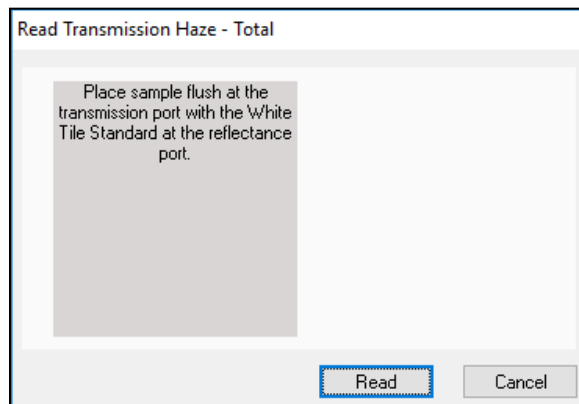 Read Transmission Haze - Total
Place sample flush at the
transmission port with the White
Tile Standard at the reflectance
port.
Read
Cancel